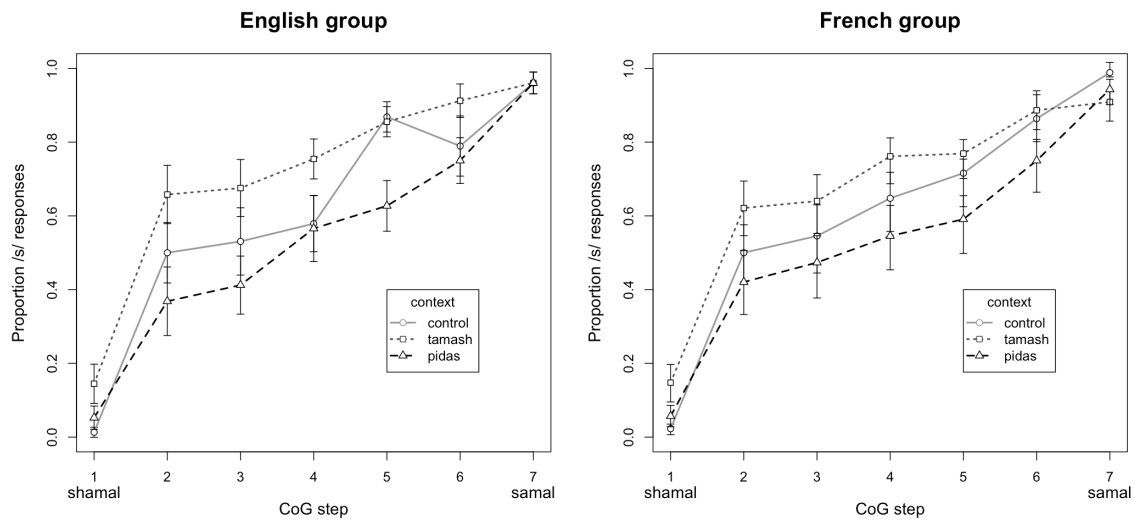 English group
Proportion /s/ responses
1.0
0.8
0.6
0.4
0.2
0.0
context
control
tamash
pidas
1 2 3 4 5 6 7
shamal samal
CoG step
French group
Proportion /s/ responses
1.0
0.8
0.6
0.4
0.2
0.0
context
control
tamash
pidas
1 2 3 4 5 6 7
shamal samal
CoG step